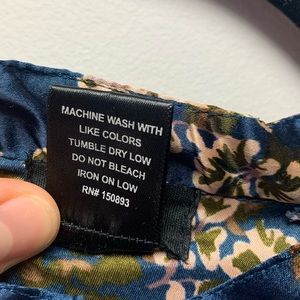 MACHINE WASH WITH
LIKE COLORS
TUMBLE DRY LOW
DO NOT BLEACH
IRON ON LOW
RN# 150893